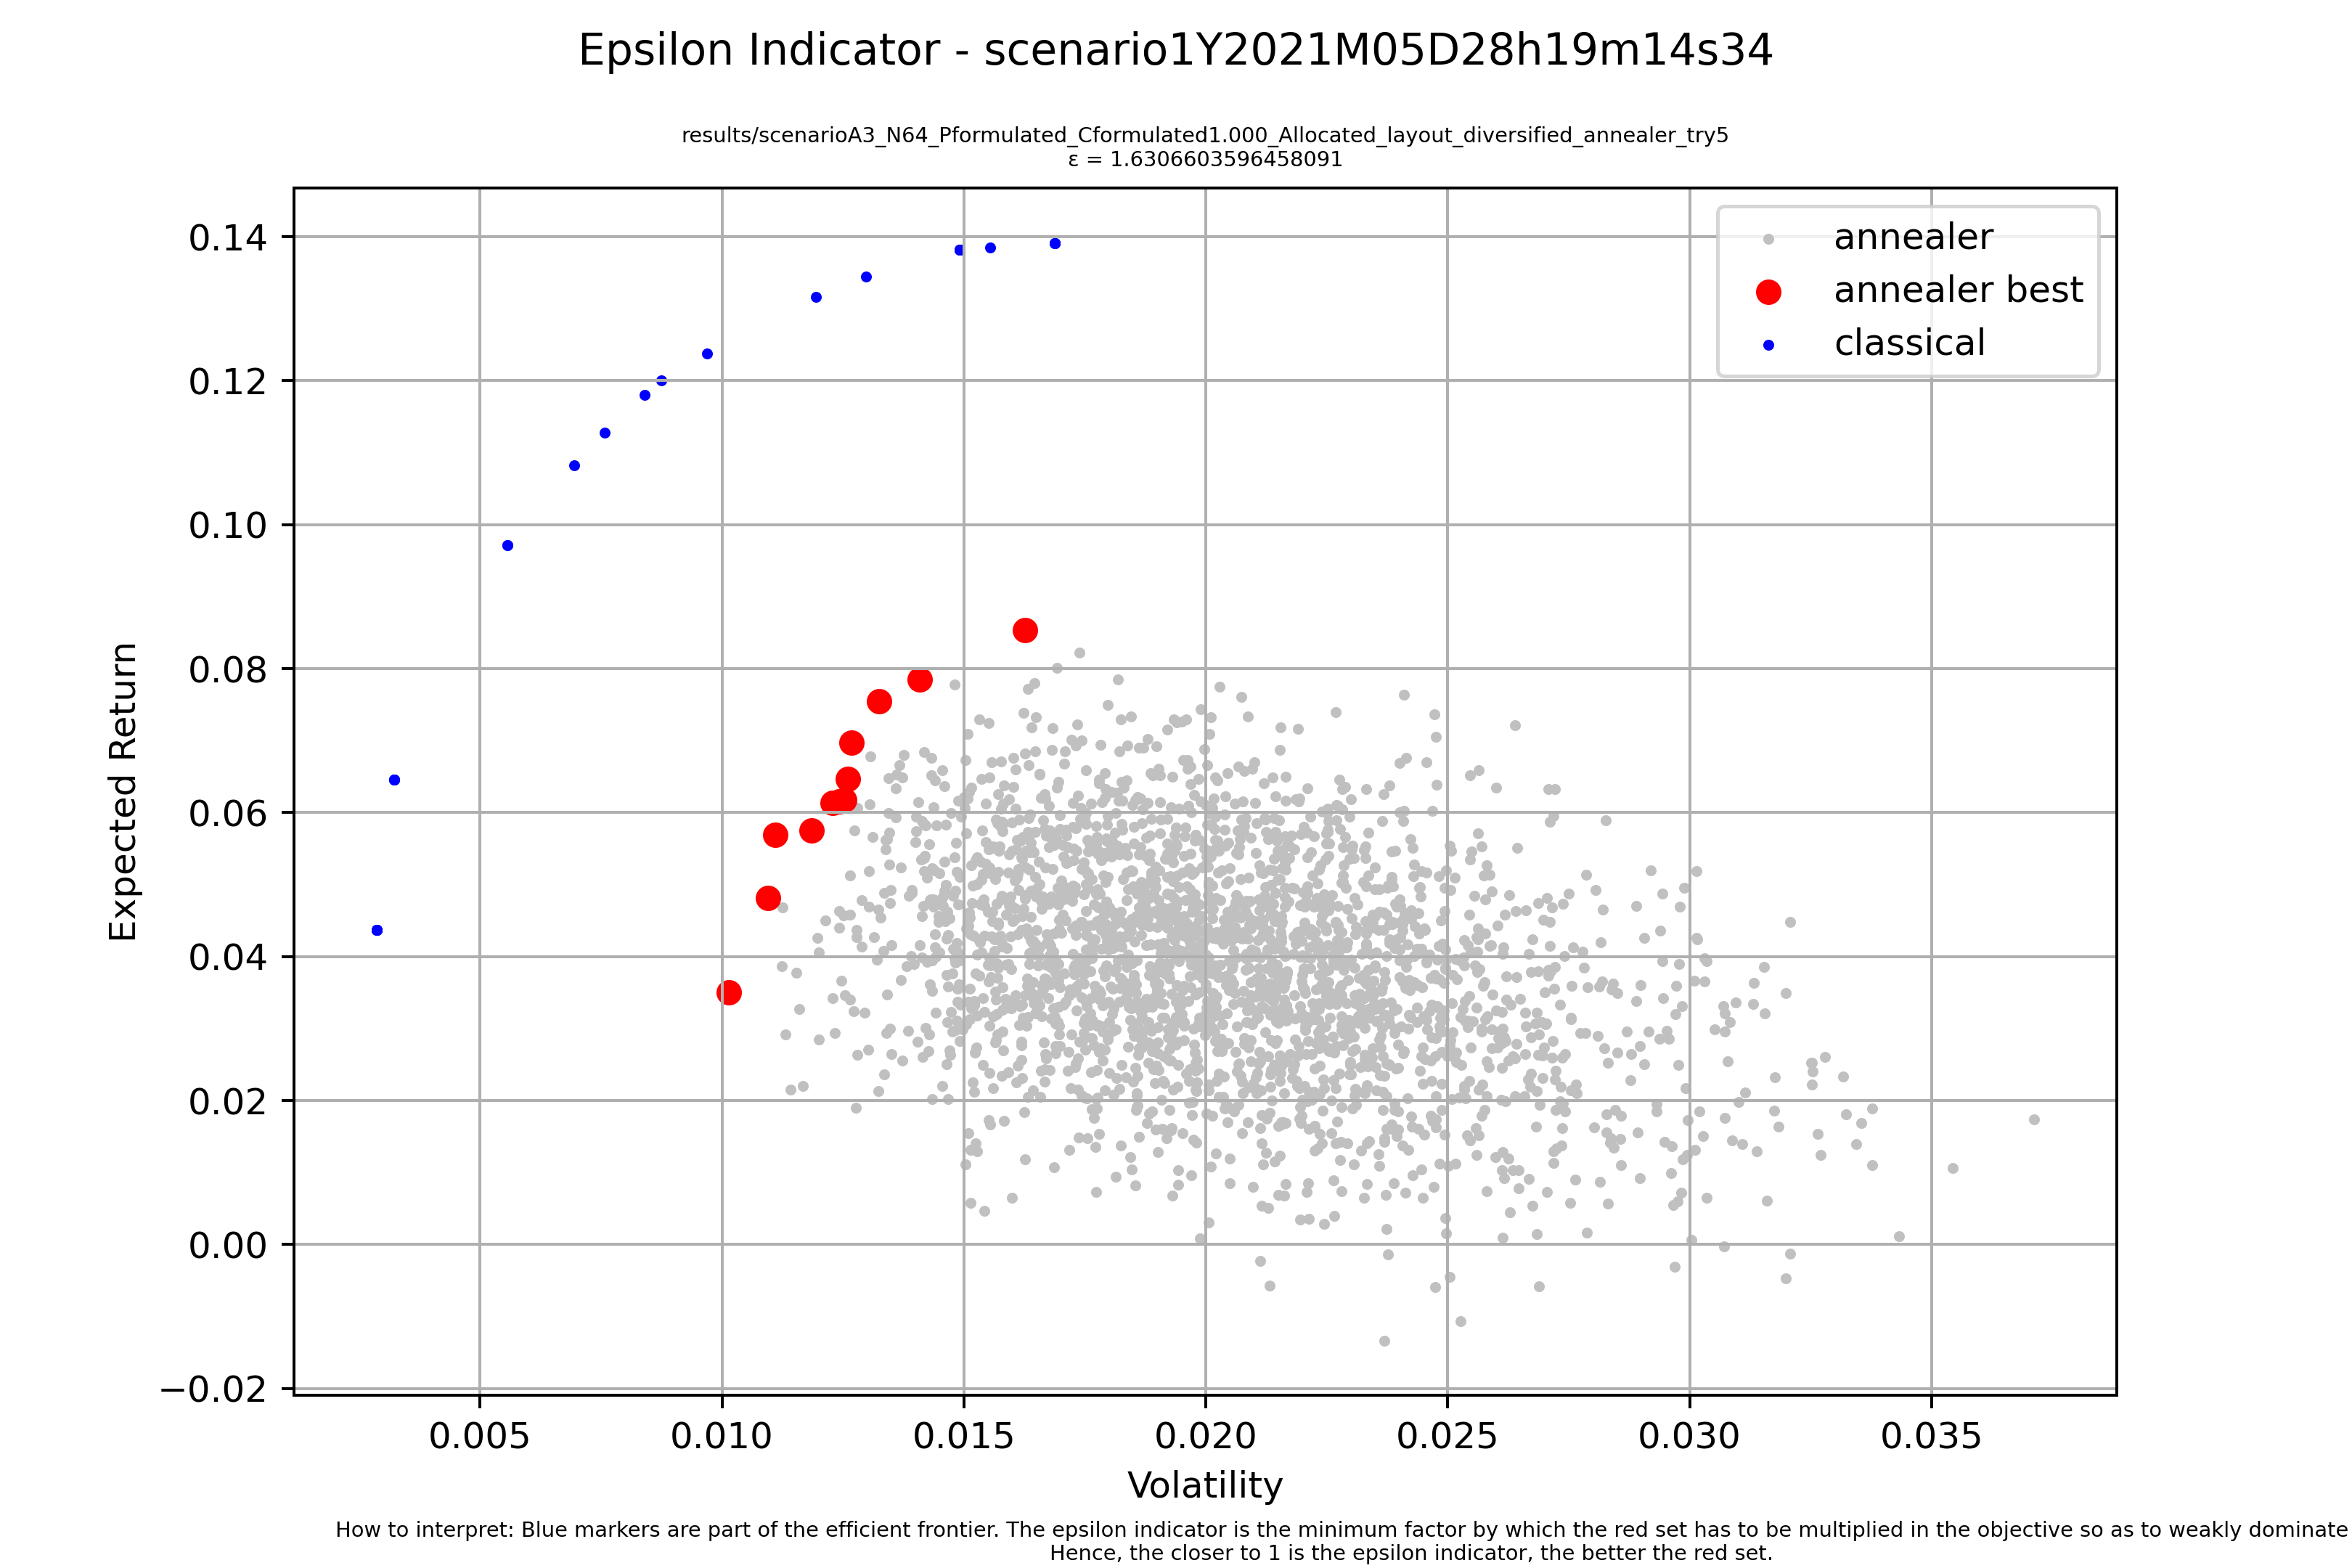 Epsilon Indicator - scenario1Y2021M05D28h19m14s34
results/scenarioA3_N64_Pformulated_Cformulated1.000_Allocated_layout_diversified_annealer_try5
ε = 1.6306603596458091
annealer
annealer best
classical
0.14
0.12
0.10
0.08
0.06
0.04
0.02
0.00
−0.02
Expected Return
0.005
0.010
0.015
0.020
0.025
0.030
0.035
Volatility
How to interpret: Blue markers are part of the efficient frontier. The epsilon indicator is the minimum factor by which the red set has to be multiplied in the objective so as to weakly dominate
Hence, the closer to 1 is the epsilon indicator, the better the red set.